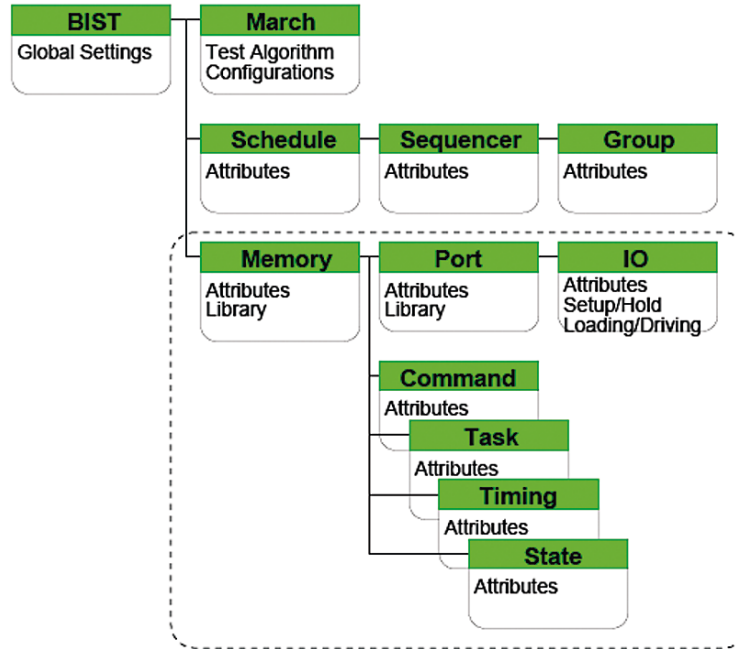 BIST
Global Settings
March
Test Algorithm
Configurations
Schedule
Attributes
Sequencer
Attributes
Group
Attributes
Memory
Attributes
Library
Port
Attributes
Library
IO
Attributes
Setup/Hold
Loading/Driving
Command
Attributes
Task
Attributes
Timing
Attributes
State
Attributes